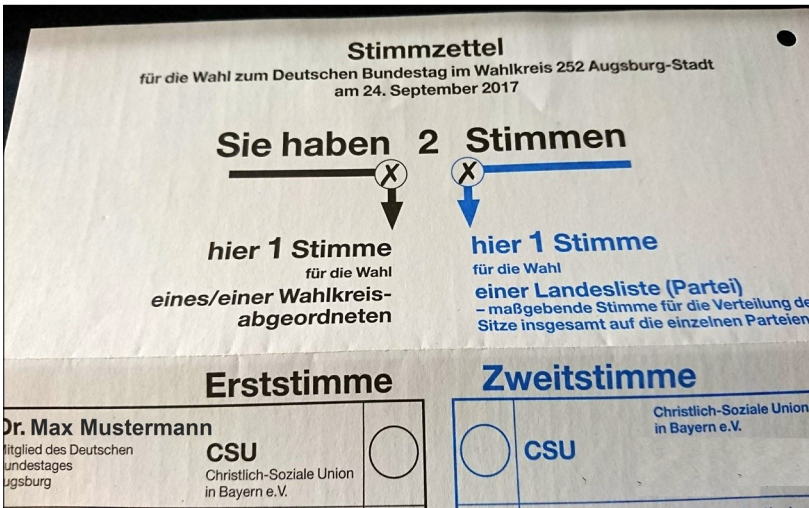 Stimmzettel
für die Wahl zum Deutschen Bundestag im Wahlkreis 252 Augsburg-Stadt
am 24. September 2017
Sie haben 2 Stimmen
X X
hier 1 Stimme
für die Wahl
eines/einer Wahlkreis-
abgeordneten
hier 1 Stimme
für die Wahl
einer Landesliste (Partei)
– maßgebende Stimme für die Verteilung de
Sitze insgesamt auf die einzelnen Parteien
Erststimme
Zweitstimme
Dr. Max Mustermann
Mitglied des Deutschen
undestages
ugsburg
CSU
Christlich-Soziale Union
in Bayern e.V.
CSU
Christlich-Soziale Union
in Bayern e.V.